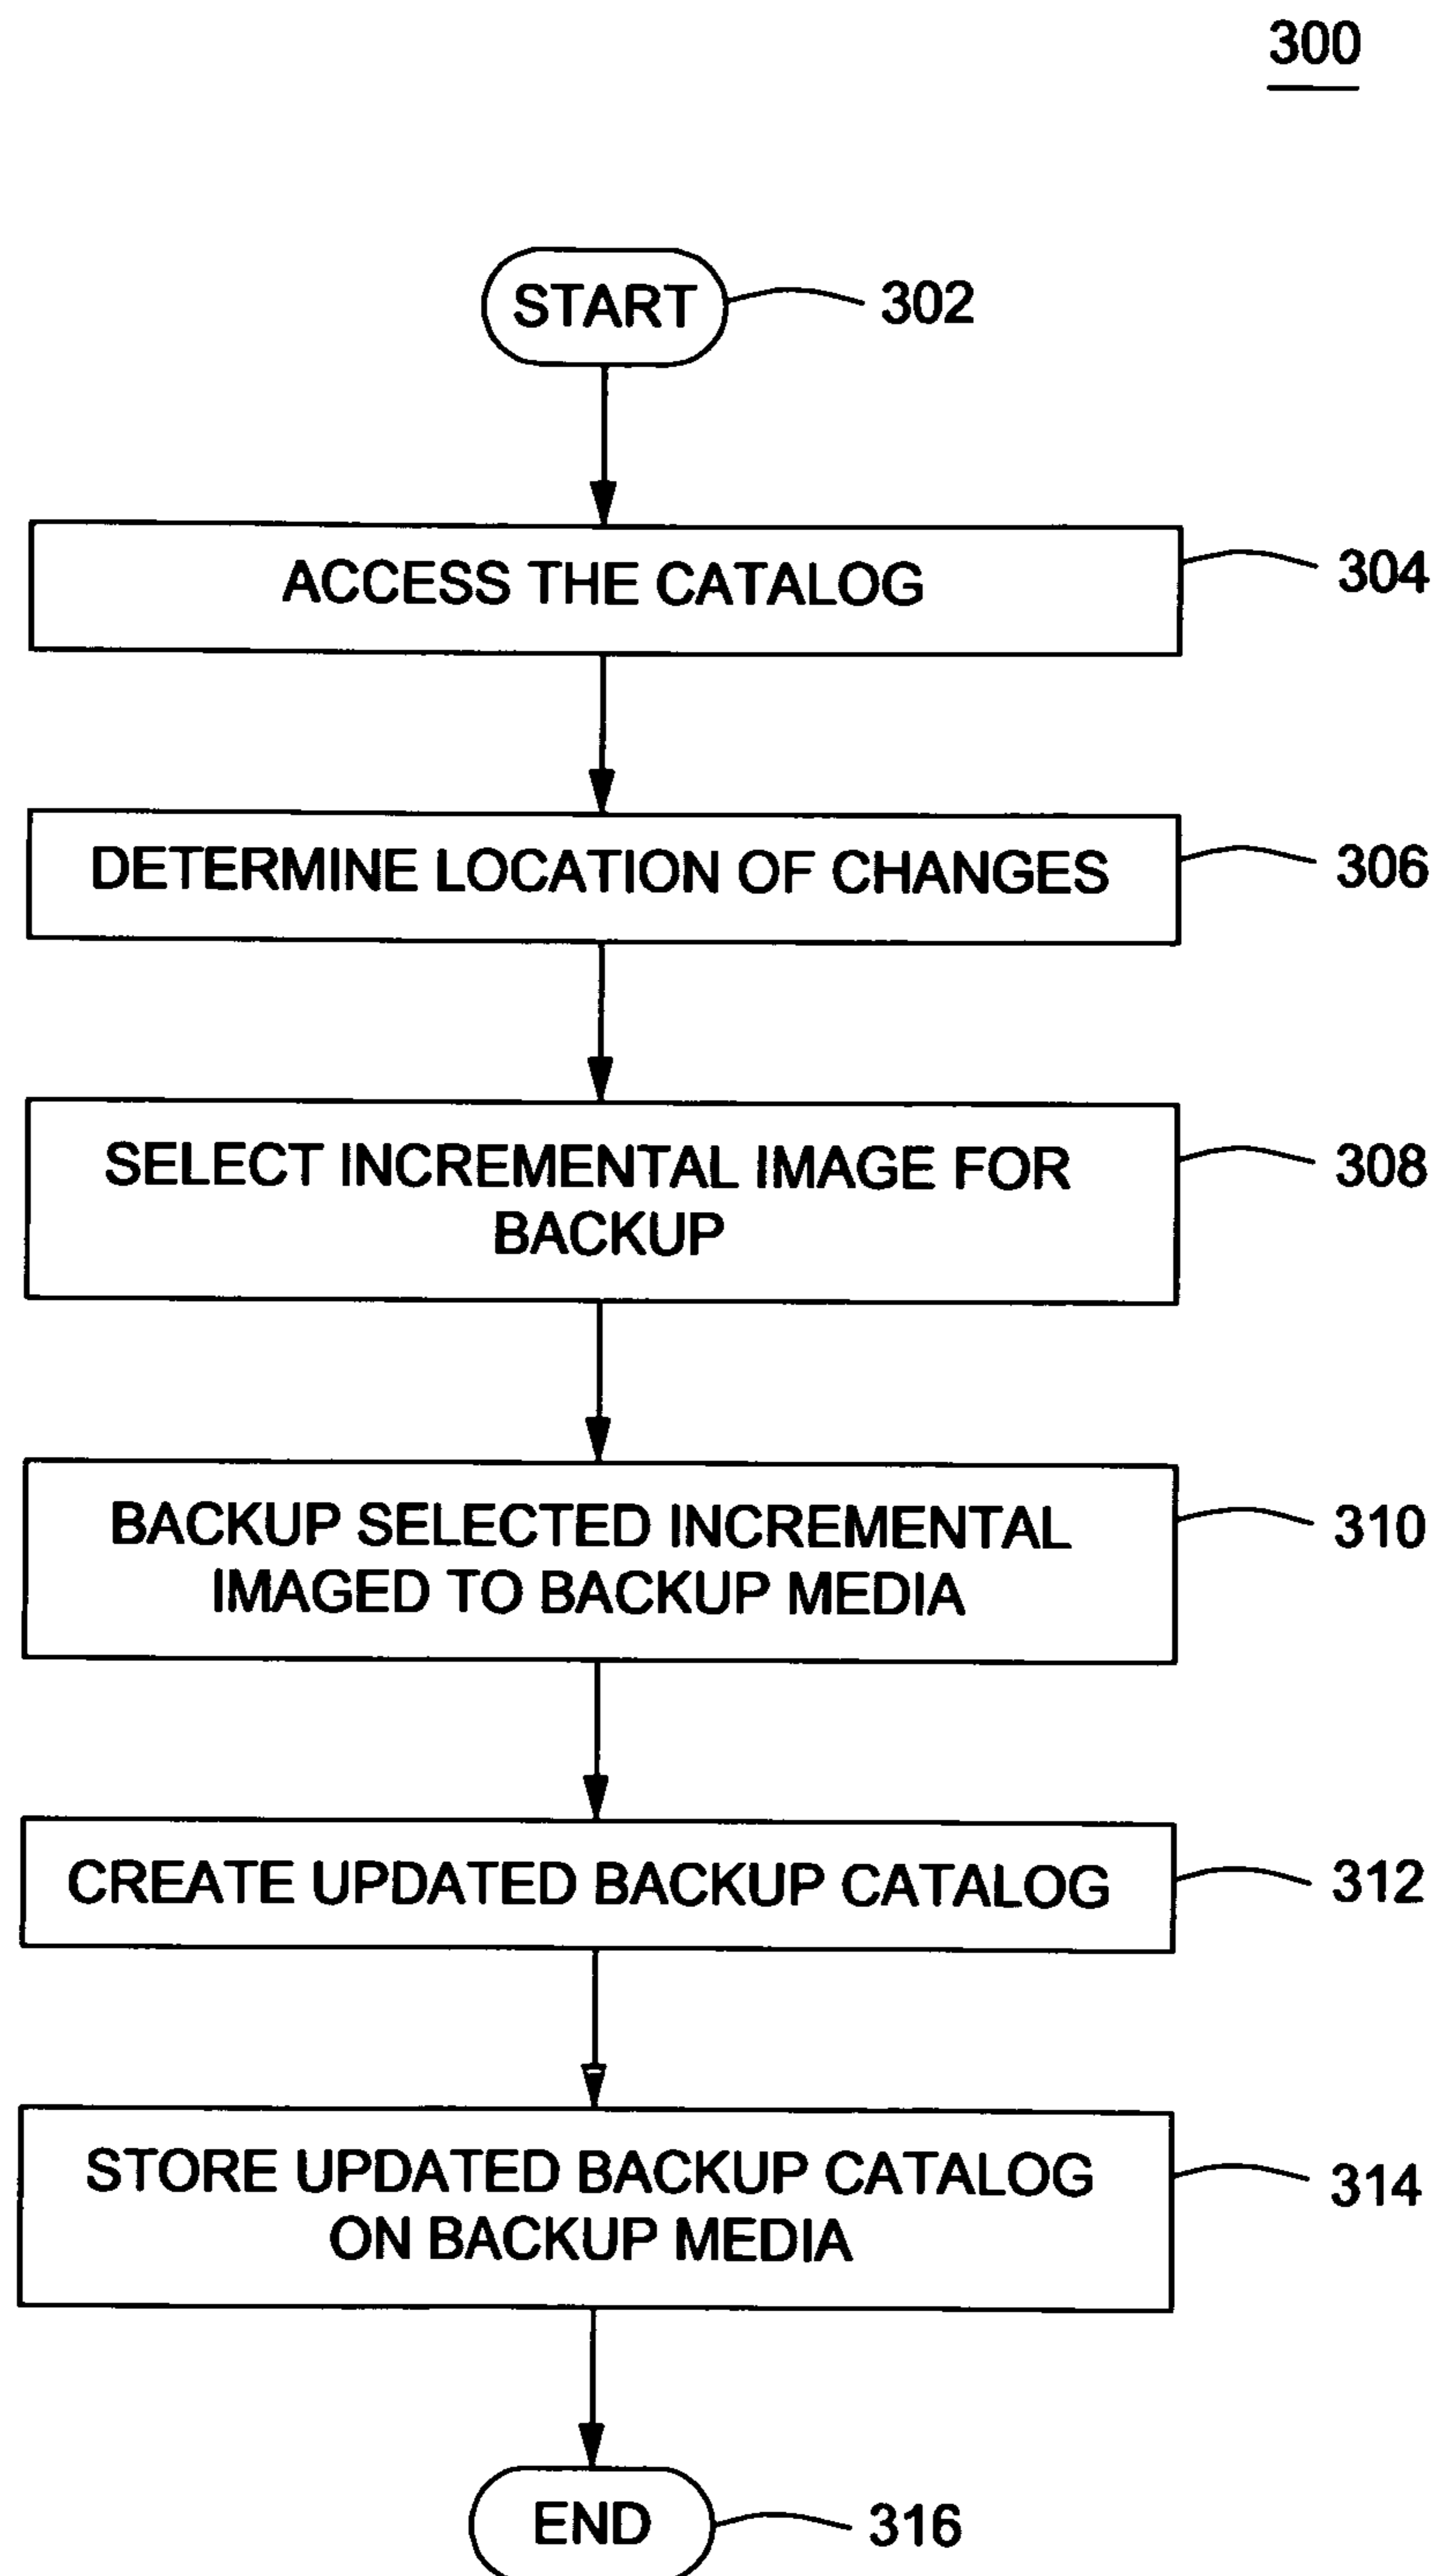 300
START
302
ACCESS THE CATALOG
304
DETERMINE LOCATION OF CHANGES
306
SELECT INCREMENTAL IMAGE FOR
BACKUP
308
BACKUP SELECTED INCREMENTAL
IMAGED TO BACKUP MEDIA
310
CREATE UPDATED BACKUP CATALOG
312
STORE UPDATED BACKUP CATALOG
ON BACKUP MEDIA
314
END
316